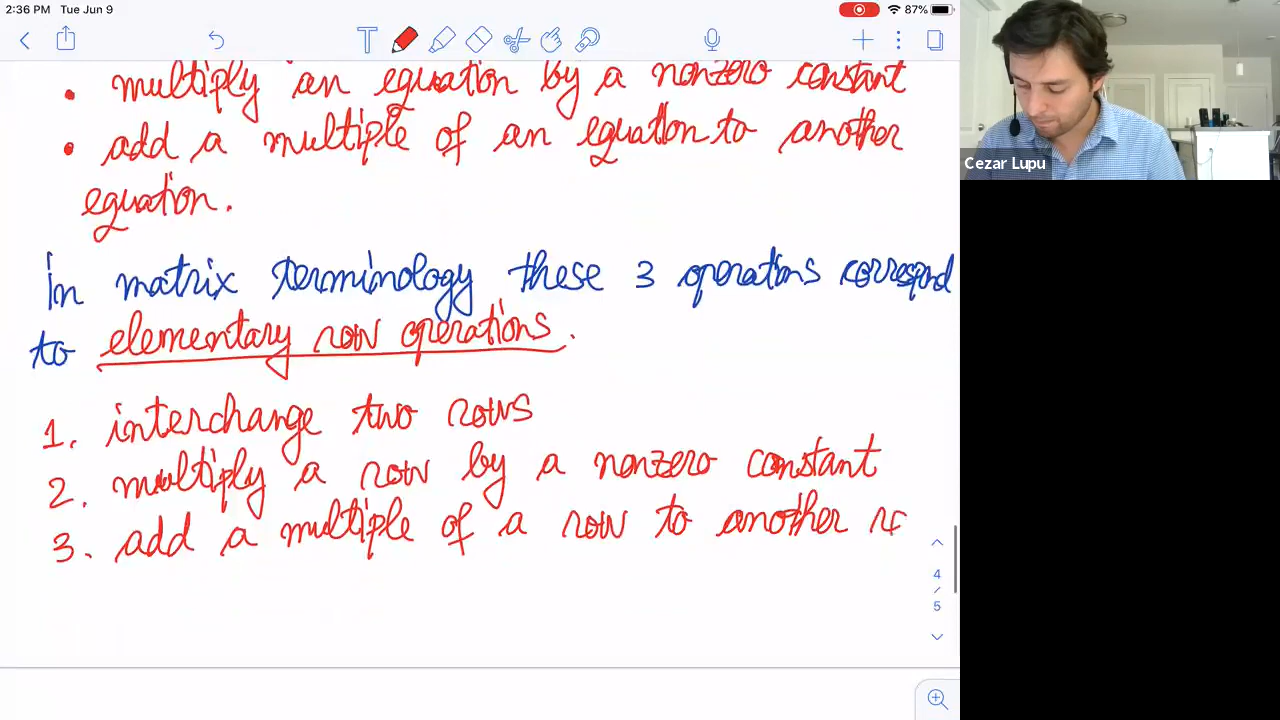 2:36 PM Tue Jun 9
87%
• multiply an equation by a nonzero constant
• add a multiple of an equation to another
equation.
In matrix terminology these 3 operations correspond
to elementary row operations.
1. interchange two rows
2. multiply a row by a nonzero constant
3. add a multiple of a row to another
4
/
5
Cezar Lupu